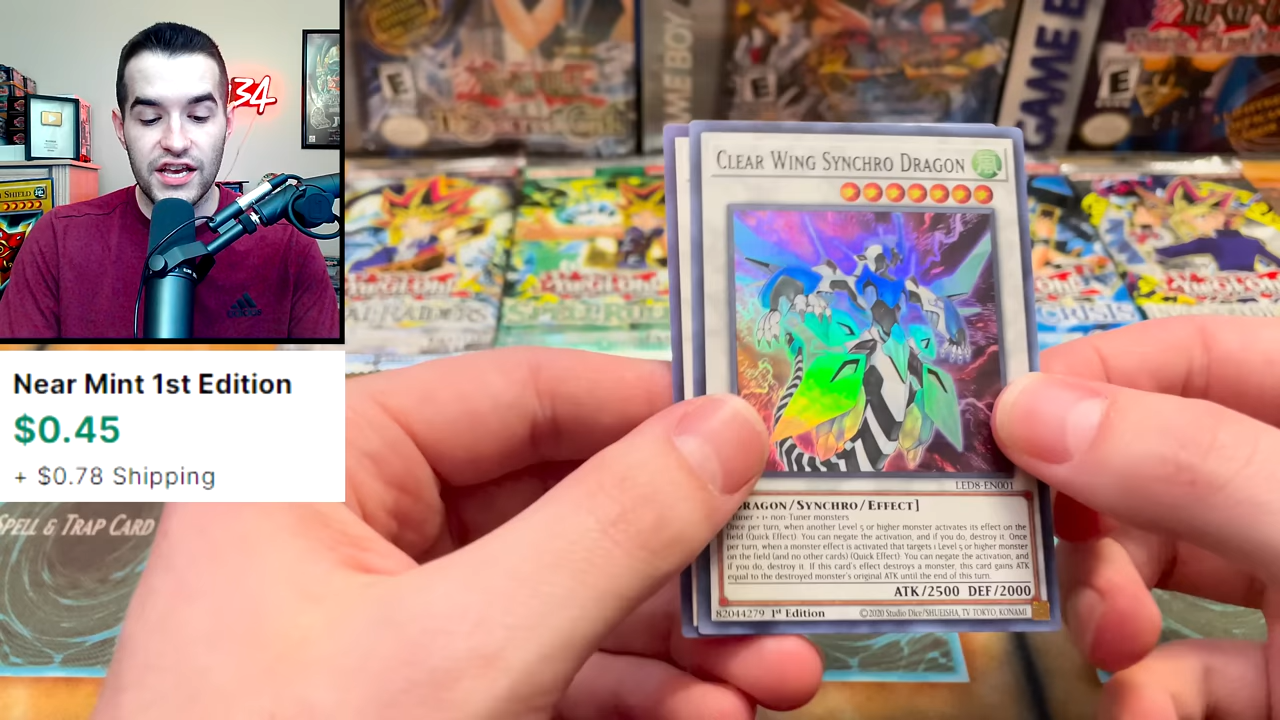 34
SHIELD
Near Mint 1st Edition
$0.45
+ $0.78 Shipping
SPELL & TRAP CARD
GAME B
E
E
E
SPELL RUL
CRISIS
CLEAR WING SYNCHRO DRAGON
LED8-EN001
DRAGON/SYNCHRO/EFFECT]
Tuner + 1+ non-Tuner monsters
Once per turn, when another Level 5 or higher monster activates its effect on the
field (Quick Effect): You can negate the activation, and if you do, destroy it. Once
per turn, when a monster effect is activated that targets 1 Level 5 or higher monster
on the field (and no other cards) (Quick Effect): You can negate the activation, and
if you do, destroy it. If this card's effect destroys a monster, this card gains ATK
equal to the destroyed monster's original ATK until the end of this turn.
ATK/2500 DEF/2000
82044279 1st Edition ©2020 Studio Dice/SHUEISHA, TV TOKYO, KONAMI